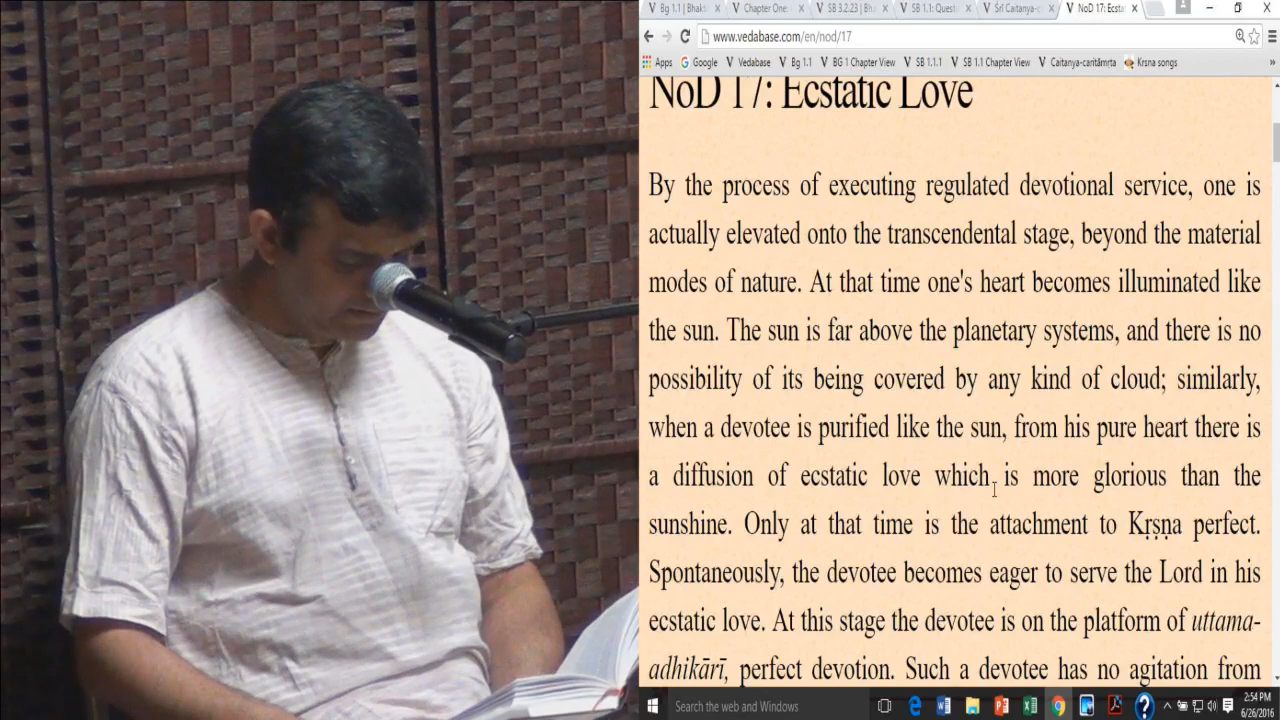 Bg 1.1 | Bhakt
Chapter One:
SB 3.2.23 | Bh
SB 1.1: Quest
Śrī Caitanya-c
NoD 17: Ecsta
www.vedabase.com/en/nod/17
Apps Google Vedabase Bg 1.1 BG 1 Chapter View SB 1.1.1 SB 1.1 Chapter View Caitanya-caritāmṛta Krsna songs »
NoD 17: Ecstatic Love
By the process of executing regulated devotional service, one is
actually elevated onto the transcendental stage, beyond the material
modes of nature. At that time one's heart becomes illuminated like
the sun. The sun is far above the planetary systems, and there is no
possibility of its being covered by any kind of cloud; similarly,
when a devotee is purified like the sun, from his pure heart there is
a diffusion of ecstatic love which is more glorious than the
sunshine. Only at that time is the attachment to Kṛṣṇa perfect.
Spontaneously, the devotee becomes eager to serve the Lord in his
ecstatic love. At this stage the devotee is on the platform of uttama-
adhikārī, perfect devotion. Such a devotee has no agitation from
Search the web and Windows
2:54 PM
6/26/2016